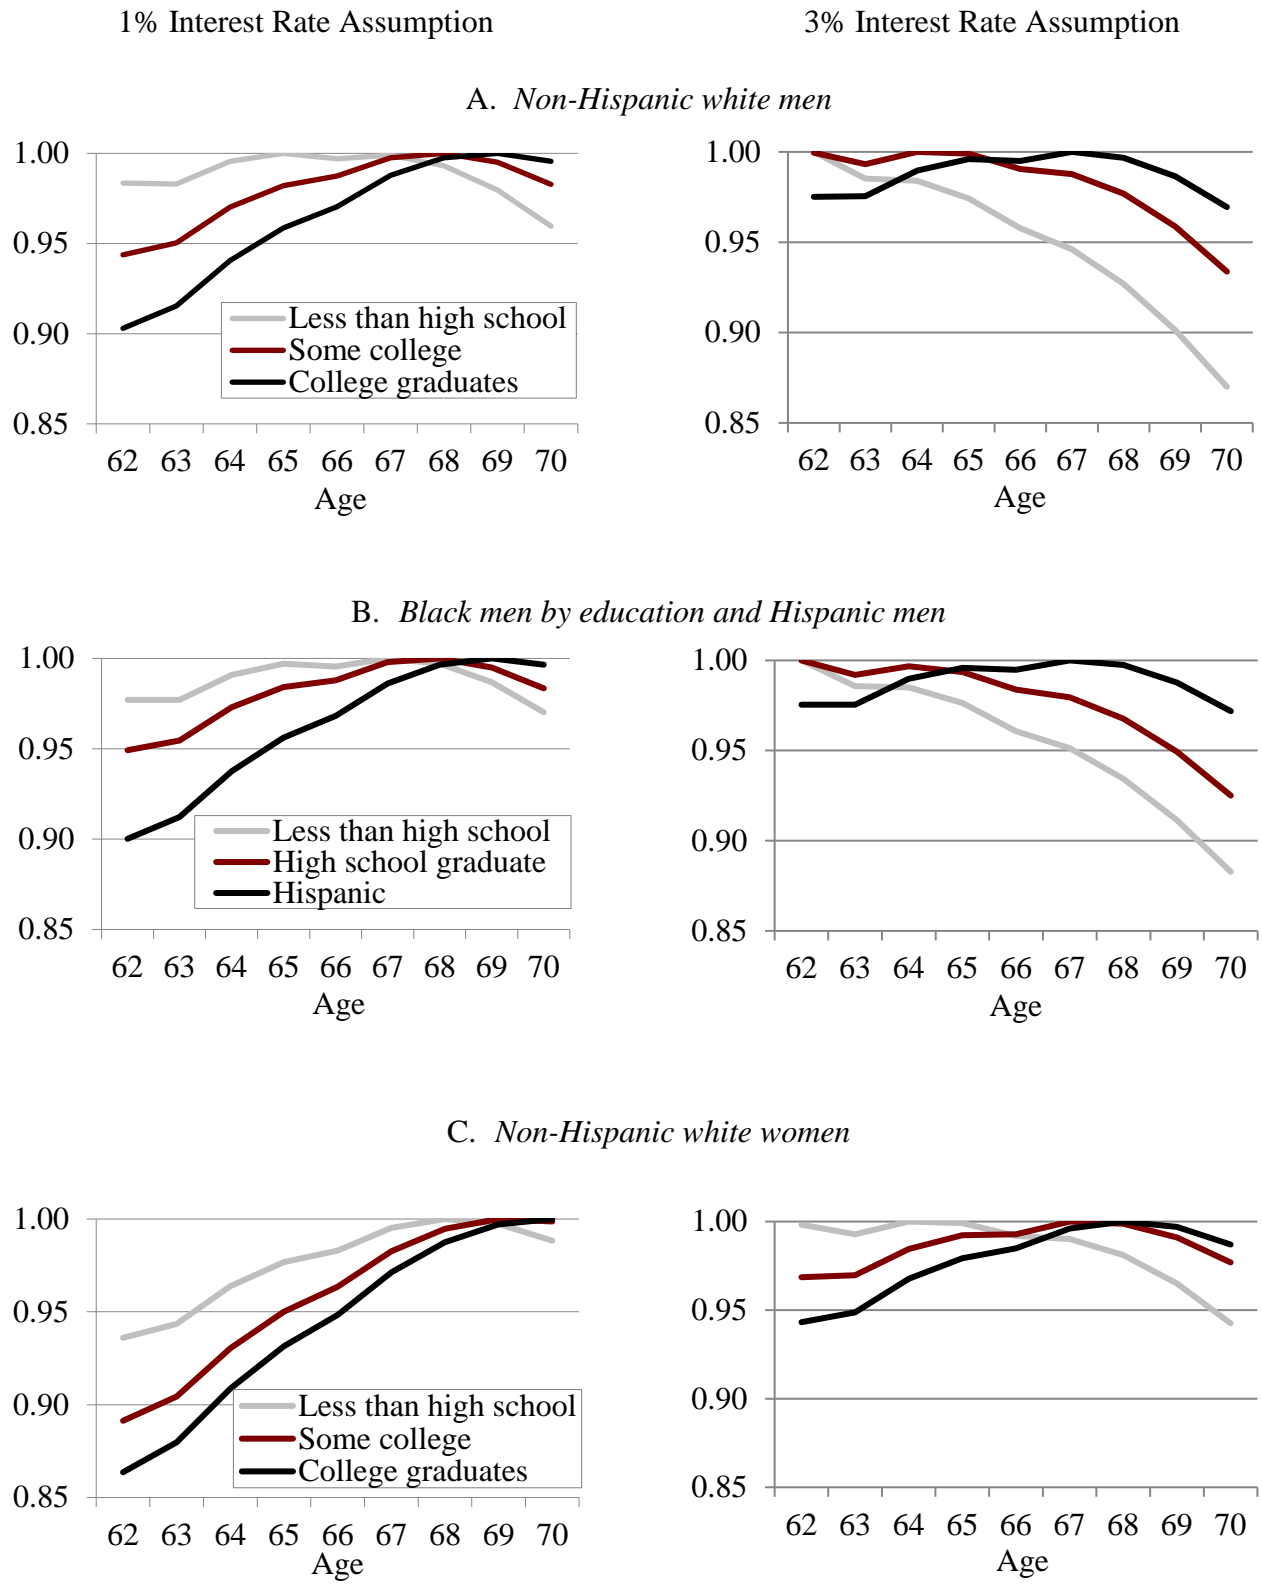 1% Interest Rate Assumption
3% Interest Rate Assumption
A. Non-Hispanic white men
1.00
0.95
0.90
0.85
Less than high school
Some college
College graduates
62 63 64 65 66 67 68 69 70
Age
1.00
0.95
0.90
0.85
62 63 64 65 66 67 68 69 70
Age
B. Black men by education and Hispanic men
1.00
0.95
0.90
0.85
Less than high school
High school graduate
Hispanic
62 63 64 65 66 67 68 69 70
Age
1.00
0.95
0.90
0.85
62 63 64 65 66 67 68 69 70
Age
C. Non-Hispanic white women
1.00
0.95
0.90
0.85
Less than high school
Some college
College graduates
62 63 64 65 66 67 68 69 70
Age
1.00
0.95
0.90
0.85
62 63 64 65 66 67 68 69 70
Age